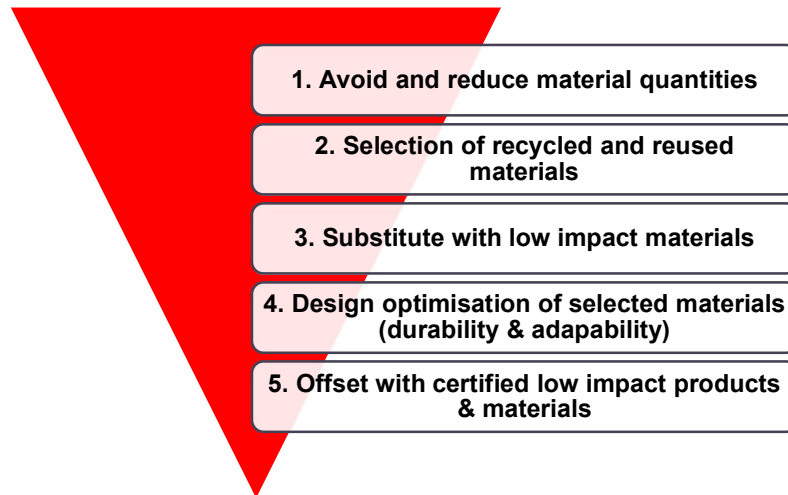 1. Avoid and reduce material quantities
2. Selection of recycled and reused
materials
3. Substitute with low impact materials
4. Design optimisation of selected materials
(durability & adapability)
5. Offset with certified low impact products
& materials